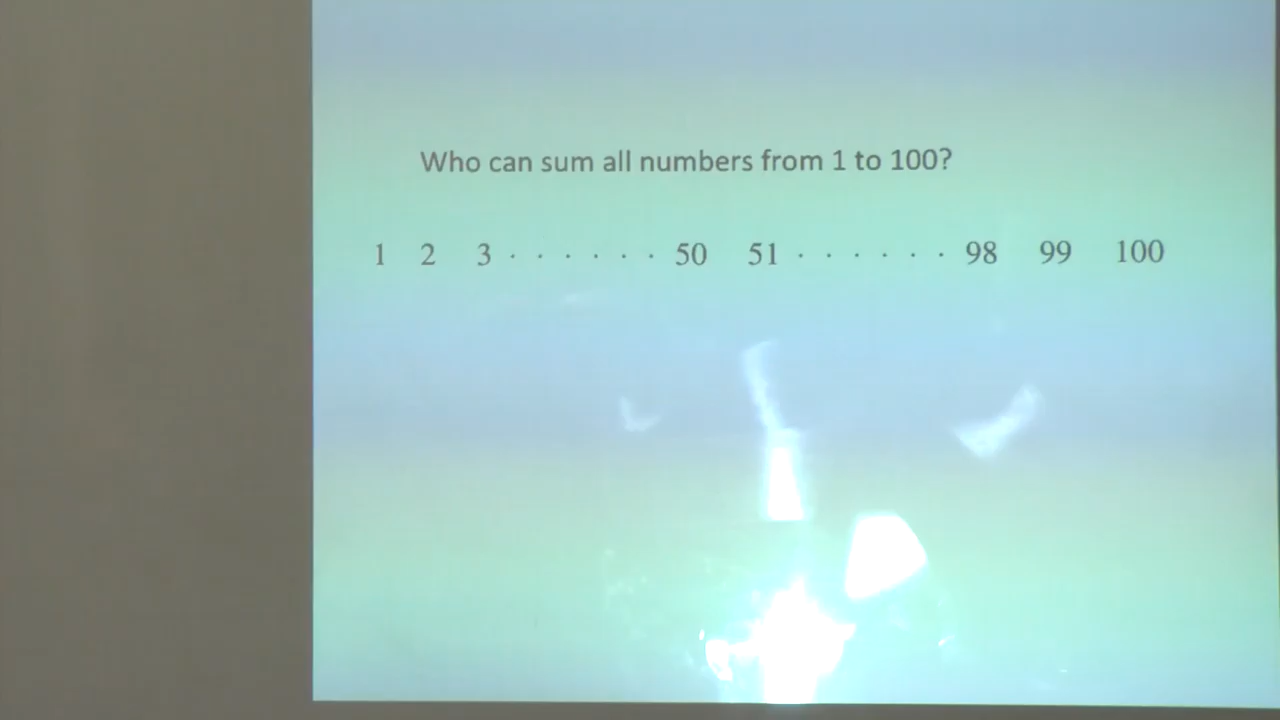 Who can sum all numbers from 1 to 100?
1 2 3 · · · · · · 50 51 · · · · · · 98 99 100